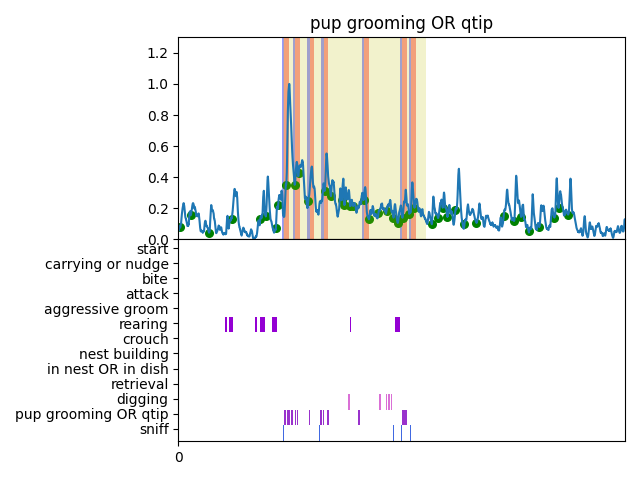 pup grooming OR qtip
1.2
1.0
0.8
0.6
0.4
0.2
0.0
start
carrying or nudge
bite
attack
aggressive groom
rearing
crouch
nest building
in nest OR in dish
retrieval
digging
pup grooming OR qtip
sniff
0